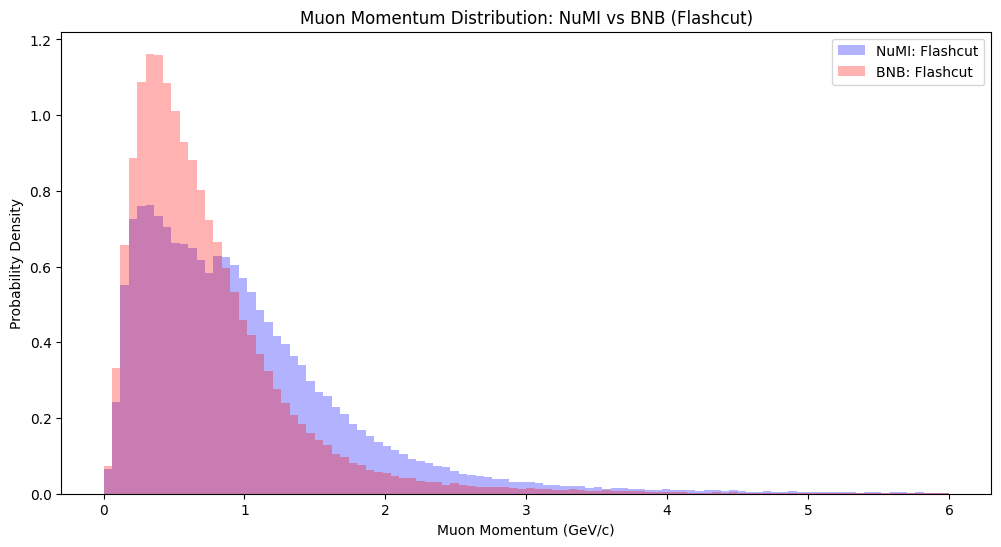 Muon Momentum Distribution: NuMI vs BNB (Flashcut)
NuMI: Flashcut
BNB: Flashcut
Probability Density
1.2
1.0
0.8
0.6
0.4
0.2
0.0
0 1 2 3 4 5 6
Muon Momentum (GeV/c)